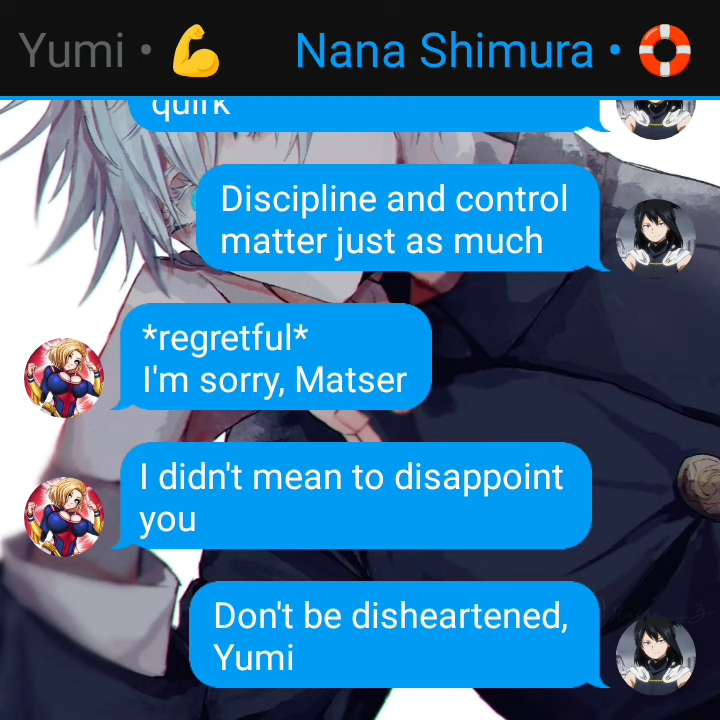 Yumi • 💪 Nana Shimura • 🛟
quirk
Discipline and control
matter just as much
*regretful*
I'm sorry, Matser
I didn't mean to disappoint
you
Don't be disheartened,
Yumi